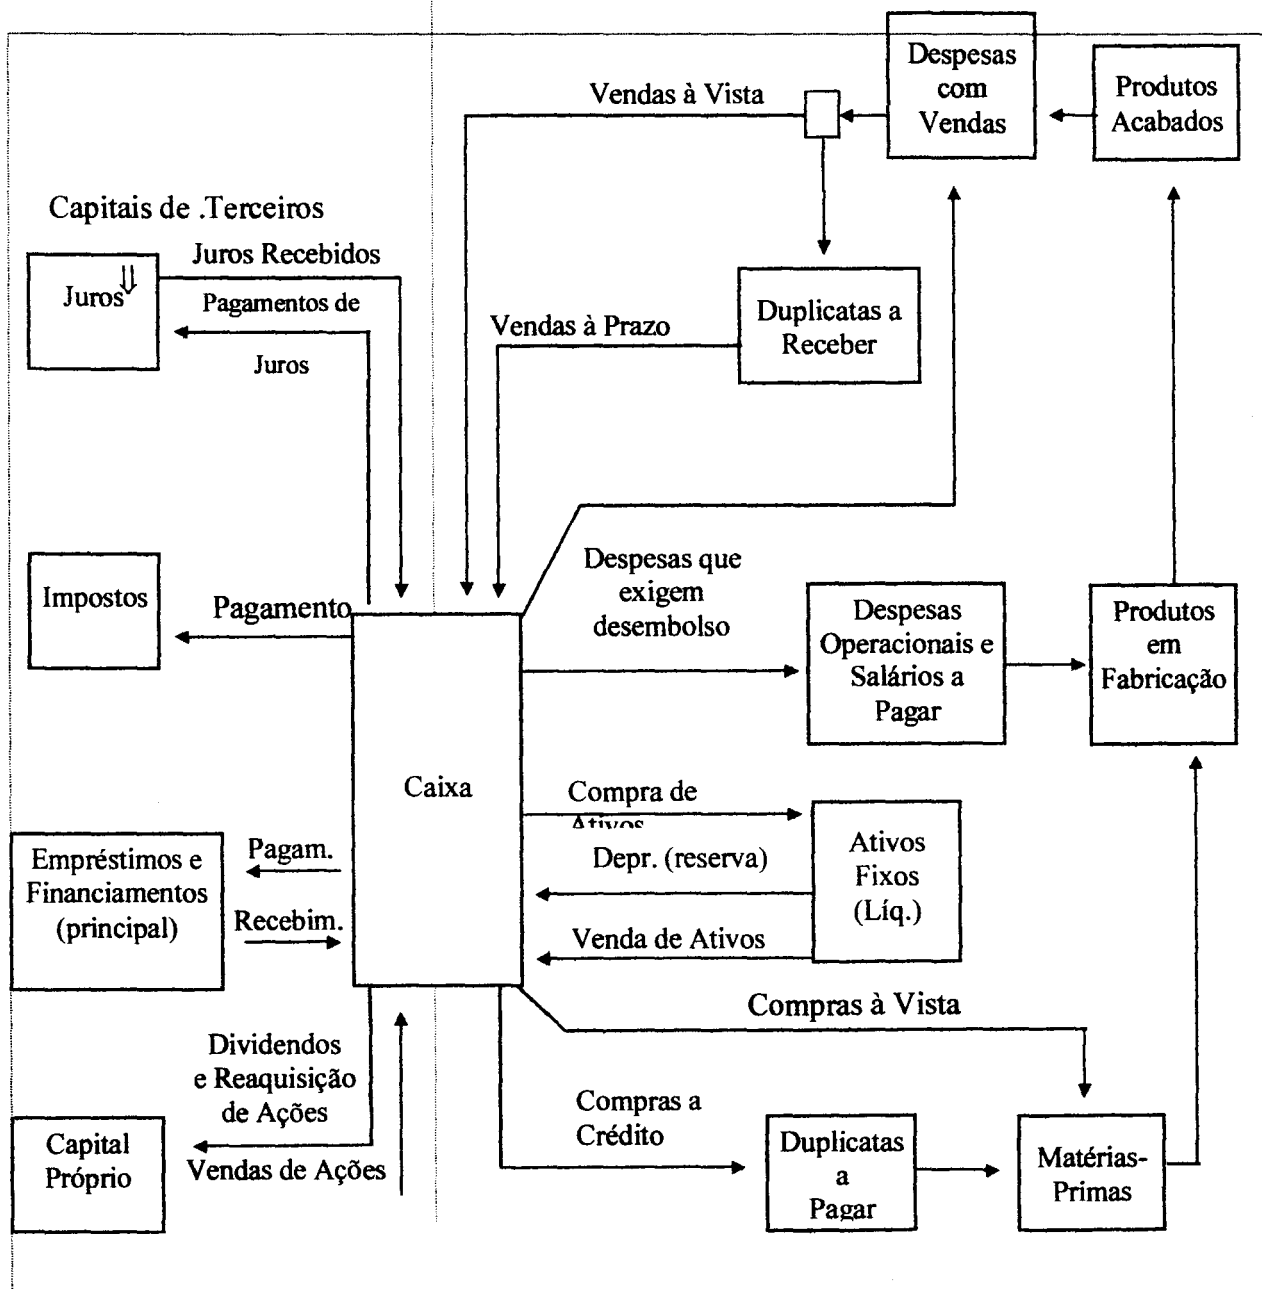 Despesas
com
Vendas
Produtos
Acabados
Vendas à Vista
Capitais de .Terceiros
Juros Recebidos
Juros
Pagamentos de
Juros
Vendas à Prazo
Duplicatas a
Receber
Impostos
Pagamento
Despesas que
exigem
desembolso
Despesas
Operacionais e
Salários a
Pagar
Produtos
em
Fabricação
Caixa
Compra de
Ativos
Depr. (reserva)
Venda de Ativos
Ativos
Fixos
(Líq.)
Empréstimos e
Financiamentos
(principal)
Pagam.
Recebim.
Compras à Vista
Dividendos
e Reaquisição
de Ações
Vendas de Ações
Capital
Próprio
Compras a
Crédito
Duplicatas
a
Pagar
Matérias-
Primas